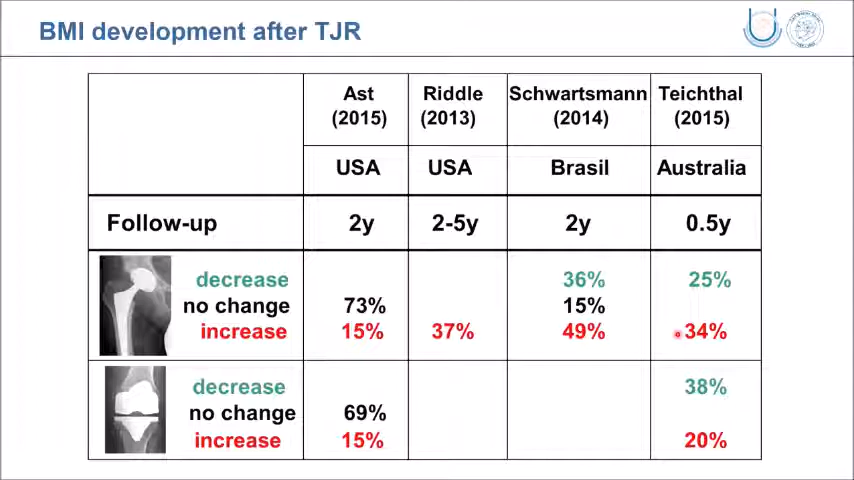 BMI development after TJR
Ast Riddle Schwartsmann Teichthal
(2015) (2013) (2014) (2015)
USA USA Brasil Australia
Follow-up 2y 2-5y 2y 0.5y
decrease 36% 25%
no change 73% 15%
increase 15% 37% 49% 34%
decrease 38%
no change 69%
increase 15% 20%